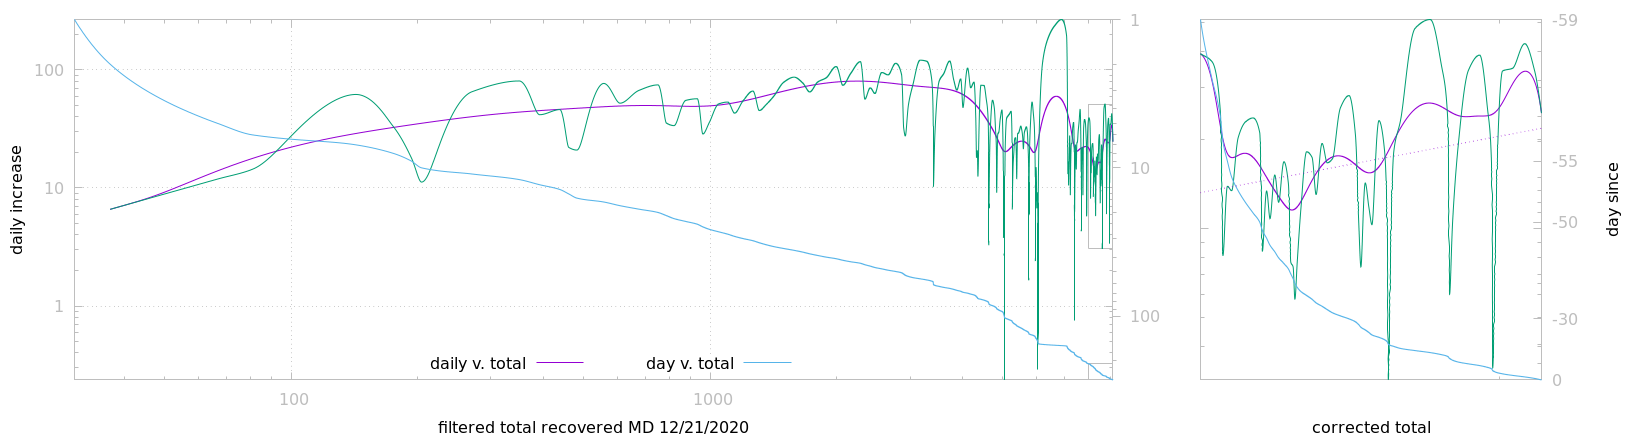 daily increase
100
10
1
daily v. total
day v. total
100
1000
filtered total recovered MD 12/21/2020
1
10
100
-59
-55
-50
-30
0
day since
corrected total